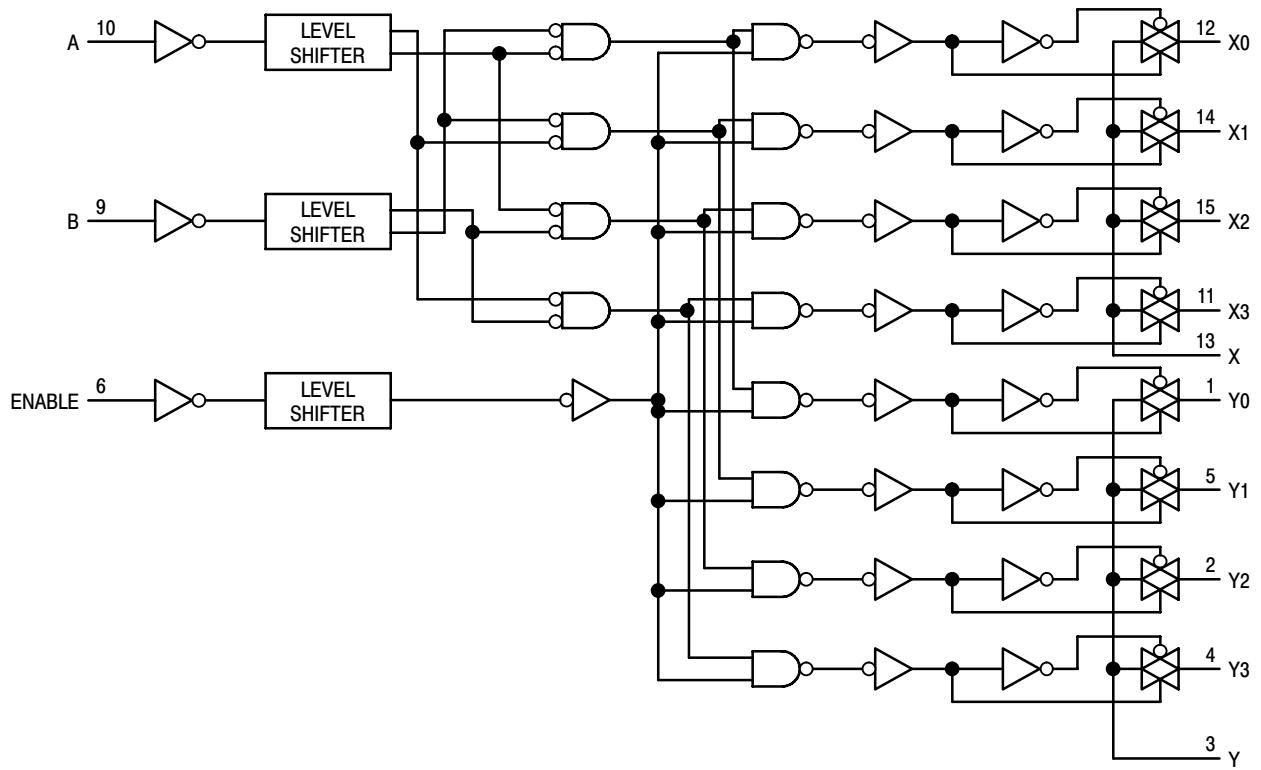 A 10 LEVEL SHIFTER 12 X0
14 X1
B 9 LEVEL SHIFTER 15 X2
11 X3
13 X
ENABLE 6 LEVEL SHIFTER 1 Y0
5 Y1
2 Y2
4 Y3
3 Y